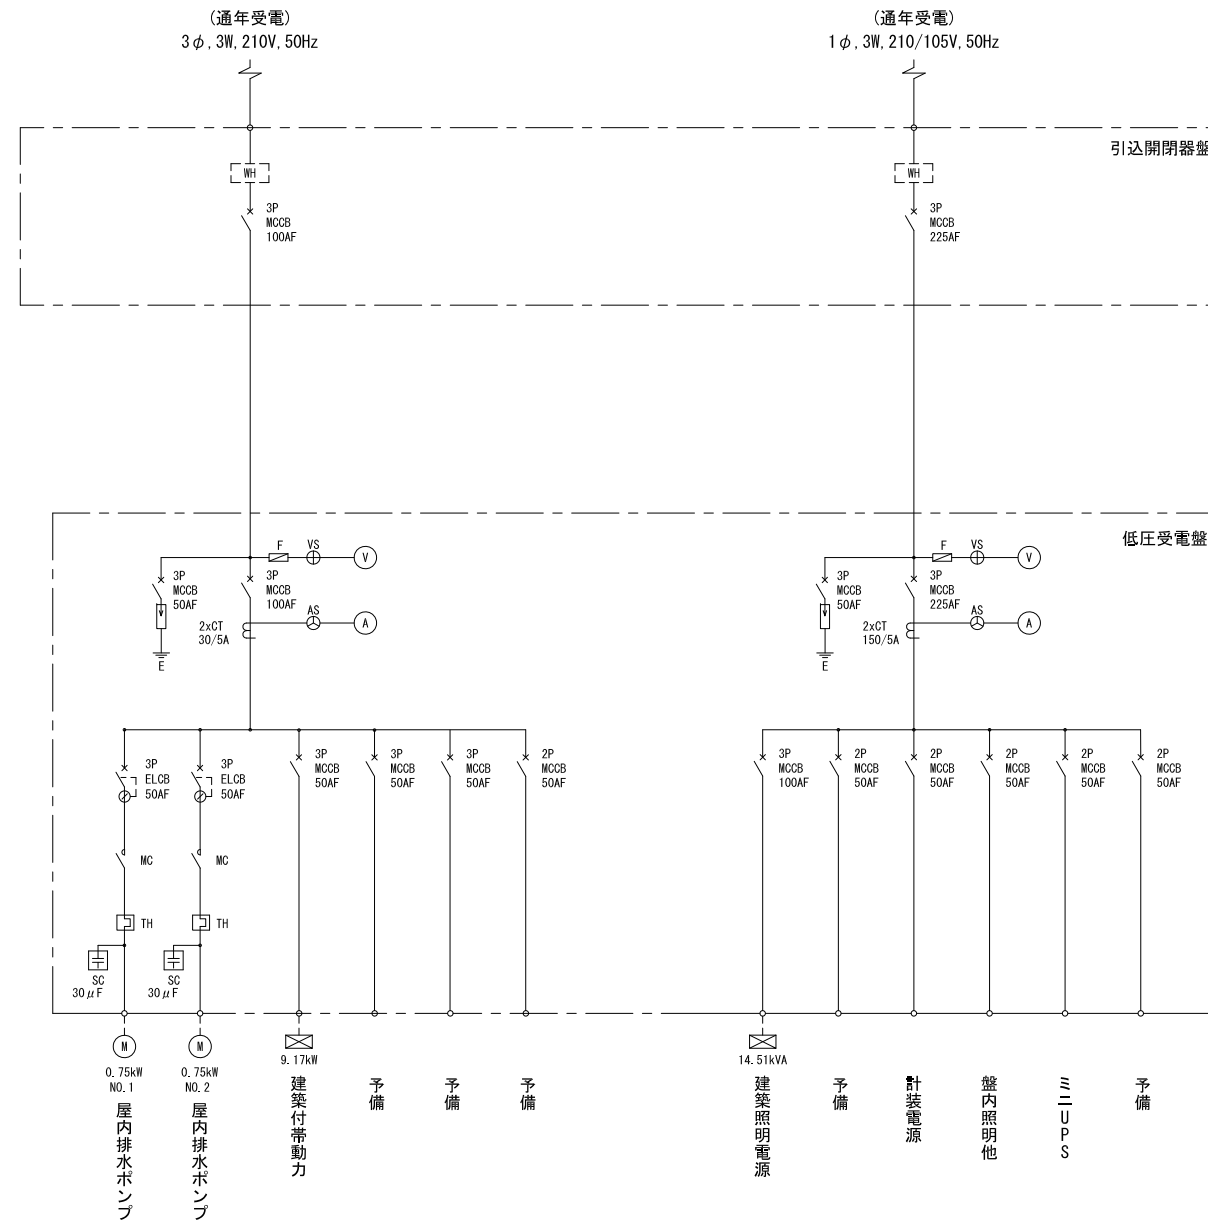 (通年受電)
3φ, 3W, 210V, 50Hz
(通年受電)
1φ, 3W, 210/105V, 50Hz
引込開閉器盤
WH
3P
MCCB
100AF
WH
3P
MCCB
225AF
低圧受電盤
F
VS
V
3P
MCCB
50AF
3P
MCCB
100AF
AS
A
2xCT
30/5A
E
F
VS
V
3P
MCCB
50AF
3P
MCCB
225AF
AS
A
2xCT
150/5A
E
3P
ELCB
50AF
3P
ELCB
50AF
3P
MCCB
50AF
3P
MCCB
50AF
3P
MCCB
50AF
2P
MCCB
50AF
3P
MCCB
100AF
2P
MCCB
50AF
2P
MCCB
50AF
2P
MCCB
50AF
2P
MCCB
50AF
2P
MCCB
50AF
MC
MC
TH
TH
SC
30μF
SC
30μF
M
0.75kW
NO.1
屋内排水ポンプ
M
0.75kW
NO.2
屋内排水ポンプ
9.17kW
建築付帯動力
予備
予備
予備
14.51kVA
建築照明電源
予備
計装電源
盤内照明他
ミニUPS
予備